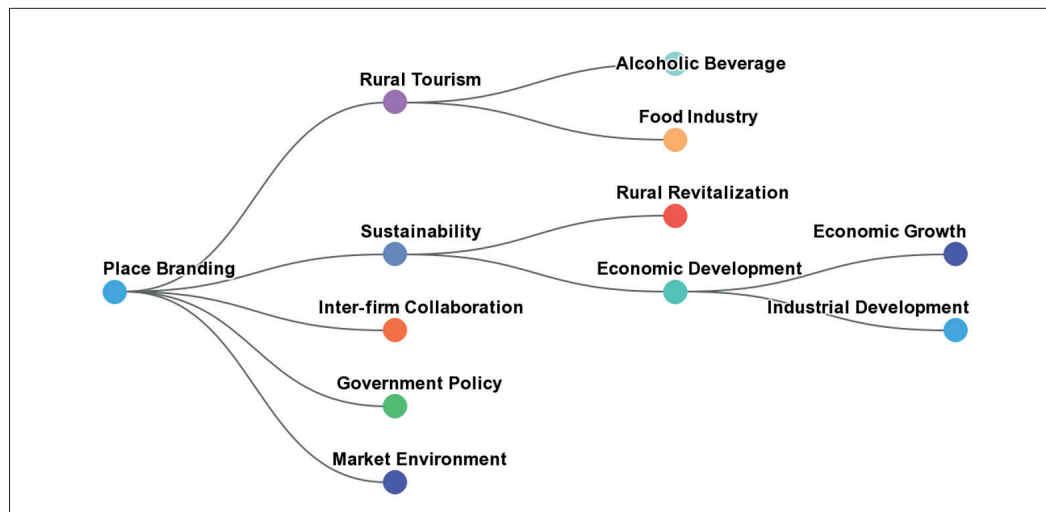 Place Branding
Rural Tourism
Alcoholic Beverage
Food Industry
Sustainability
Rural Revitalization
Economic Development
Economic Growth
Industrial Development
Inter-firm Collaboration
Government Policy
Market Environment